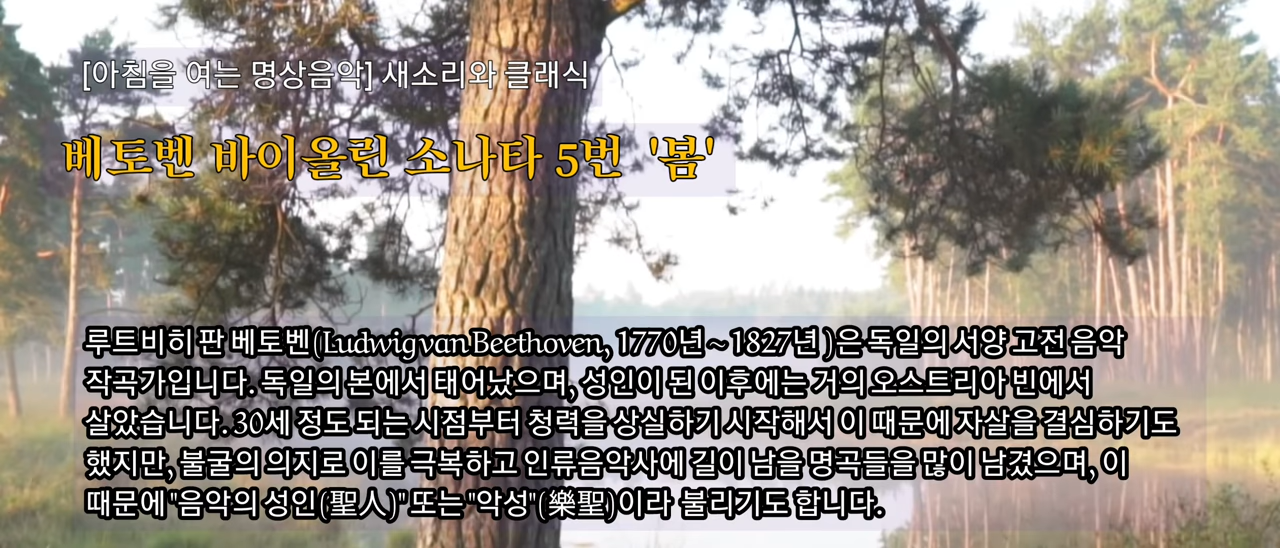 [아침을 여는 명상음악] 새소리와 클래식
베토벤 바이올린 소나타 5번 '봄'
루트비히 판 베토벤(Ludwig van Beethoven, 1770년 ~ 1827년 )은 독일의 서양 고전 음악
작곡가입니다. 독일의 본에서 태어났으며, 성인이 된 이후에는 거의 오스트리아 빈에서
살았습니다. 30세 정도 되는 시점부터 청력을 상실하기 시작해서 이 때문에 자살을 결심하기도
했지만, 불굴의 의지로 이를 극복하고 인류음악사에 길이 남을 명곡들을 많이 남겼으며, 이
때문에 "음악의 성인(聖人)" 또는 "악성"(樂聖)이라 불리기도 합니다.